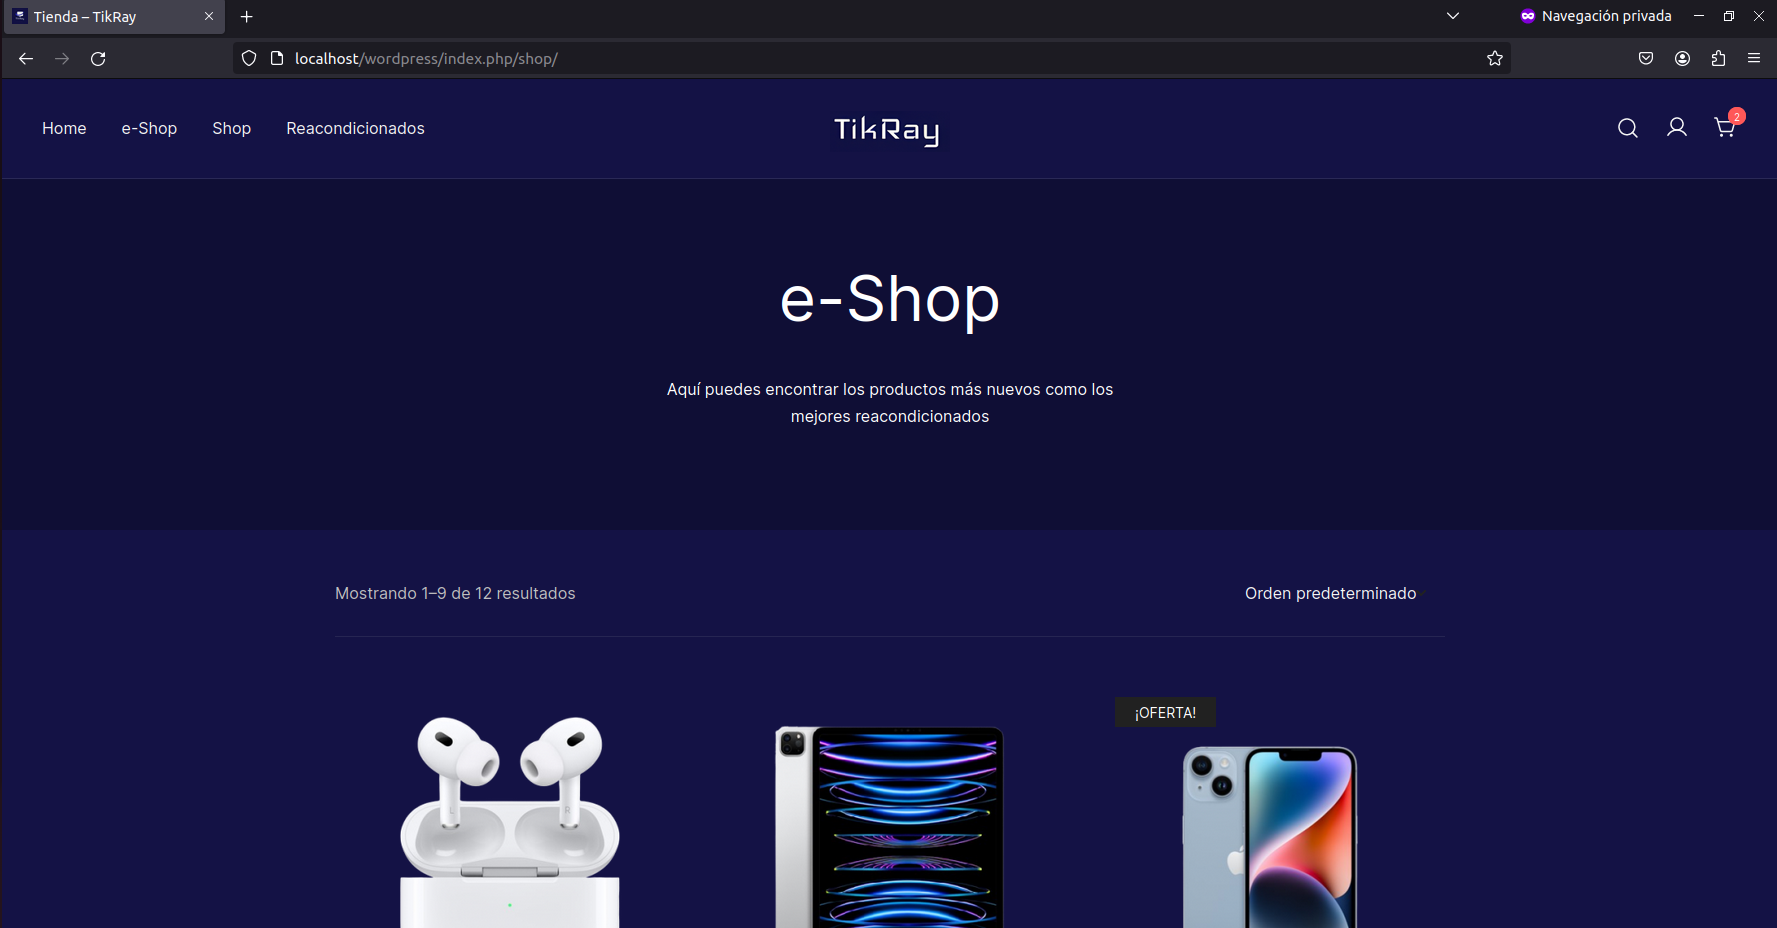 Tienda – TikRay
Navegación privada
localhost/wordpress/index.php/shop/
Home
e-Shop
Shop
Reacondicionados
TikRay
2
e-Shop
Aquí puedes encontrar los productos más nuevos como los
mejores reacondicionados
Mostrando 1–9 de 12 resultados
Orden predeterminado
¡OFERTA!
L
R